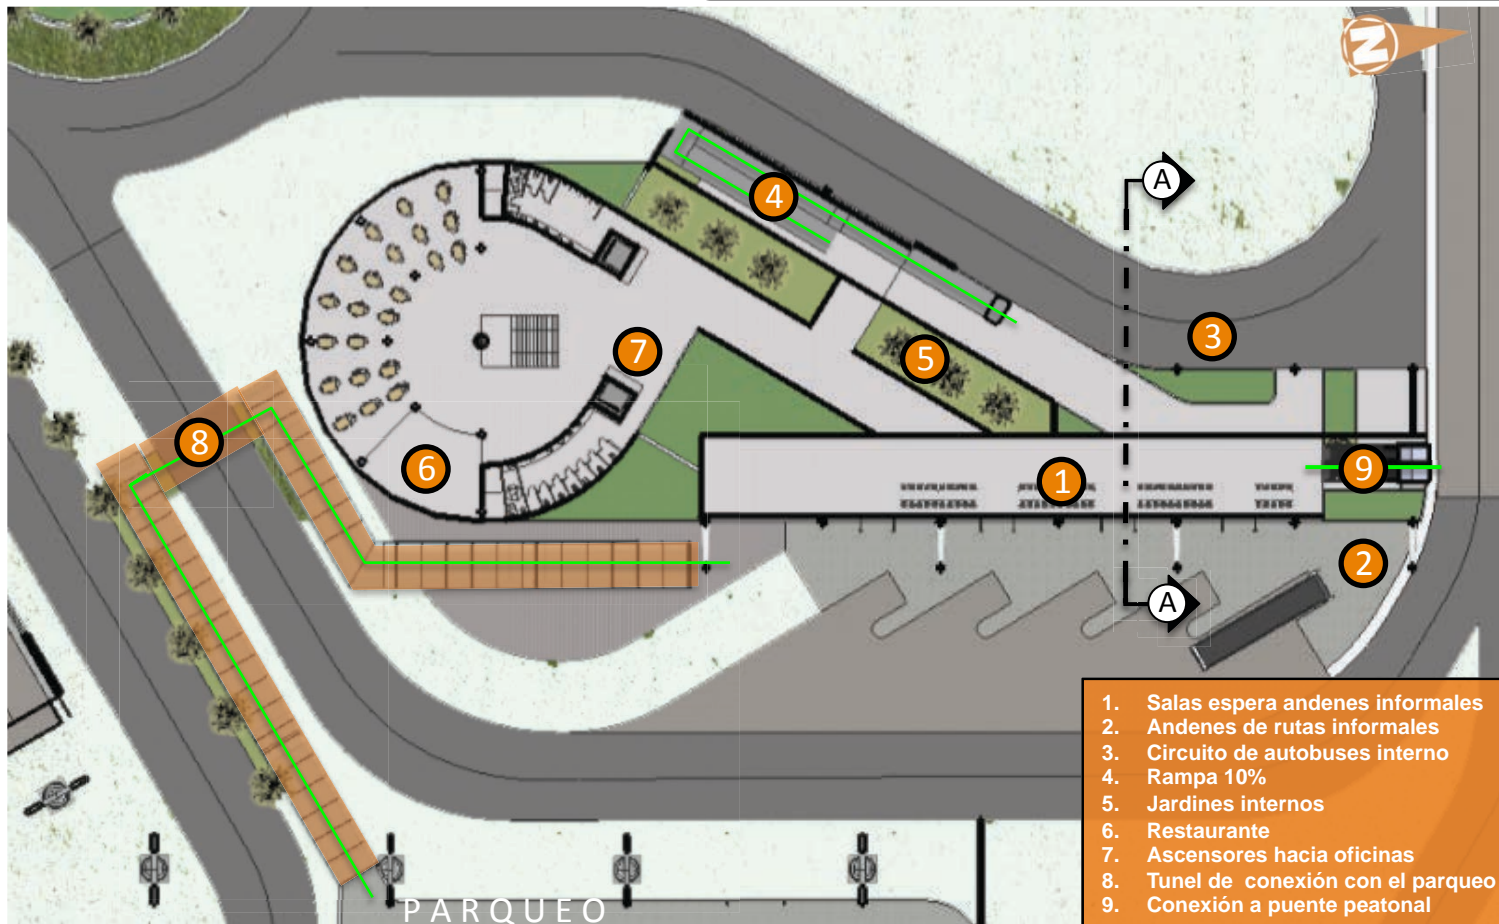 N
A
4
3
5
7
8
6
1
9
2
A
1. Salas espera andenes informales
2. Andenes de rutas informales
3. Circuito de autobuses interno
4. Rampa 10%
5. Jardines internos
6. Restaurante
7. Ascensores hacia oficinas
8. Tunel de conexión con el parqueo
9. Conexión a puente peatonal
PARQUEO